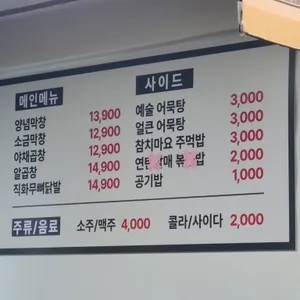 메인메뉴
양념막창 13,900
소금막창 12,900
야채곱창 12,900
알곱창 14,900
직화무뼈닭발 14,900
사이드
예술 어묵탕 3,000
얼큰 어묵탕 3,000
참치마요 주먹밥 3,000
2,000
공기밥 1,000
주류/음료
소주/맥주 4,000
콜라/사이다 2,000